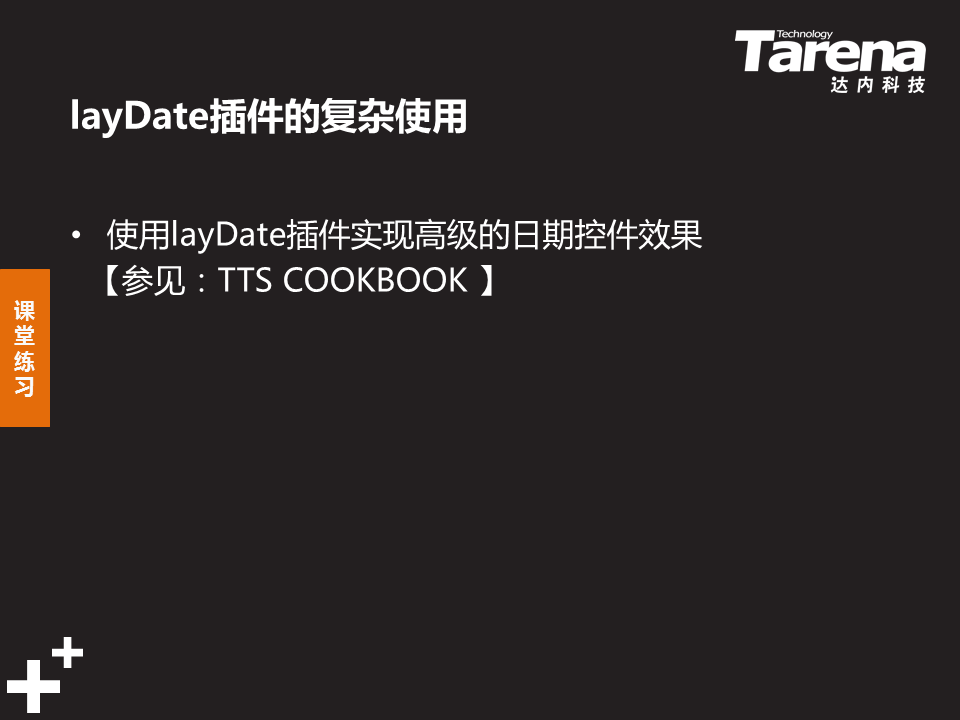 Technology
Tarena
达内科技
layDate插件的复杂使用
• 使用layDate插件实现高级的日期控件效果
【参见：TTS COOKBOOK 】
课
堂
练
习